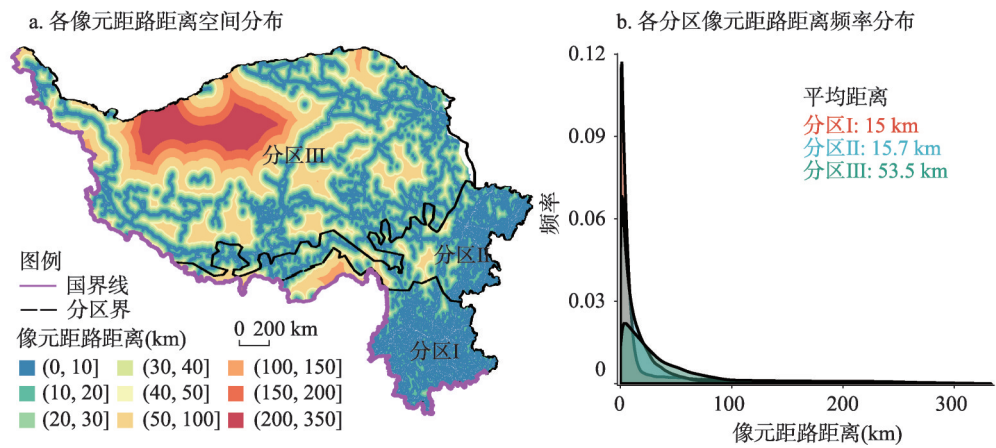 a. 各像元距路距离空间分布
分区III
分区II
分区I
图例
国界线
分区界
0 200 km
像元距路距离(km)
(0, 10] (30, 40] (100, 150]
(10, 20] (40, 50] (150, 200]
(20, 30] (50, 100] (200, 350]
b. 各分区像元距路距离频率分布
0.12
0.09
0.06
0.03
0
频率
平均距离
分区I: 15 km
分区II: 15.7 km
分区III: 53.5 km
0 100 200 300
像元距路距离(km)